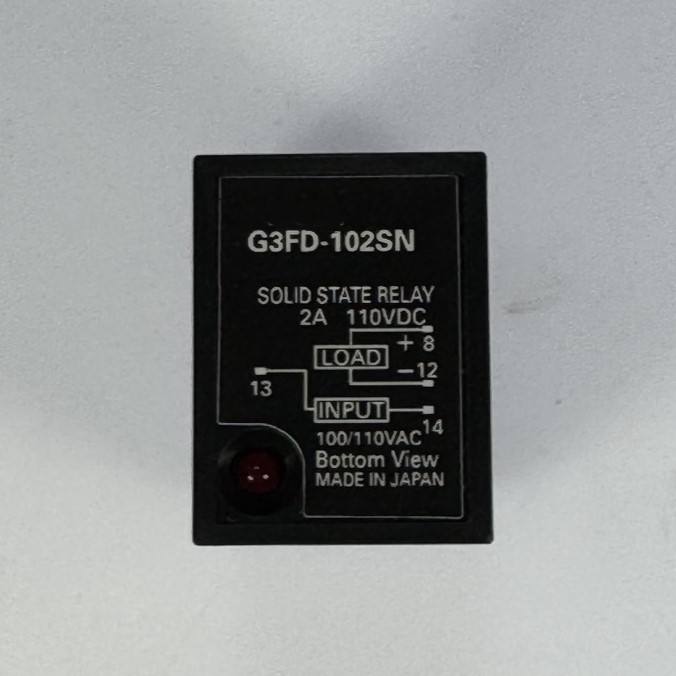 G3FD-102SN
SOLID STATE RELAY
2A 110VDC
+ 8
LOAD
-12
13
INPUT
14
100/110VAC
Bottom View
MADE IN JAPAN